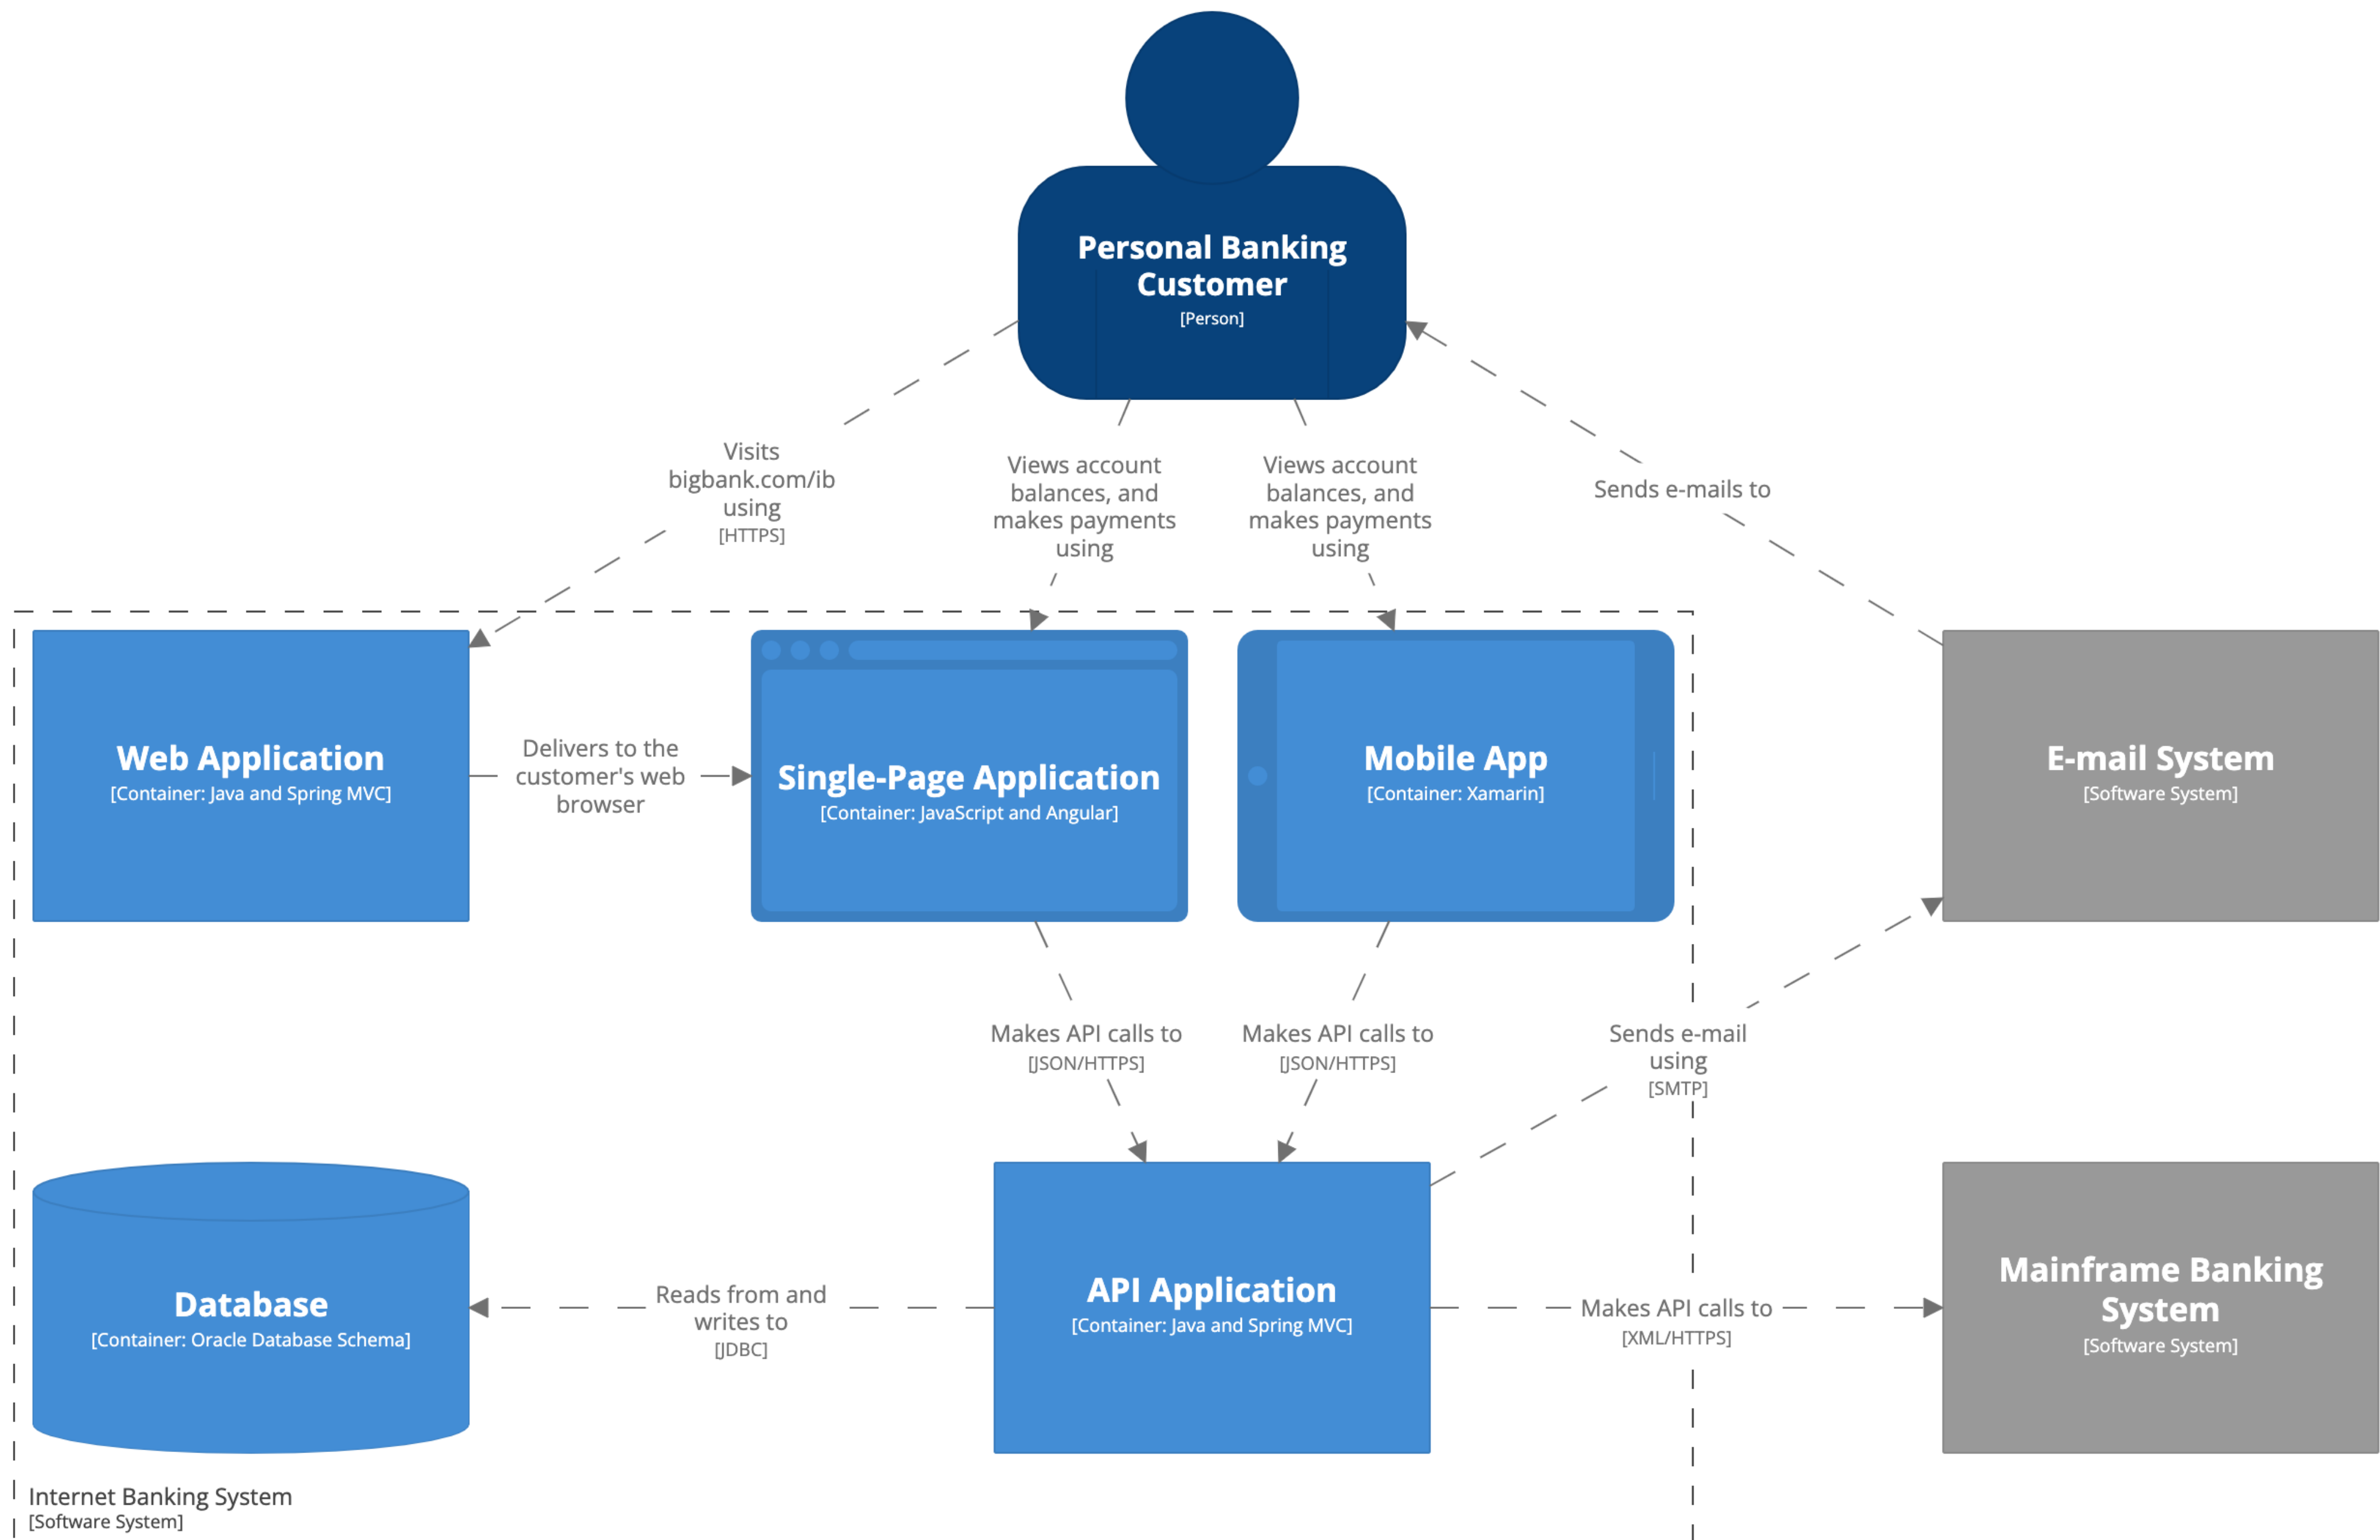 Personal Banking
Customer
[Person]
Visits
bigbank.com/ib
using
[HTTPS]
Views account
balances, and
makes payments
using
Views account
balances, and
makes payments
using
Sends e-mails to
Web Application
[Container: Java and Spring MVC]
Delivers to the
customer's web
browser
Single-Page Application
[Container: JavaScript and Angular]
Mobile App
[Container: Xamarin]
E-mail System
[Software System]
Makes API calls to
[JSON/HTTPS]
Makes API calls to
[JSON/HTTPS]
Sends e-mail
using
[SMTP]
Database
[Container: Oracle Database Schema]
Reads from and
writes to
[JDBC]
API Application
[Container: Java and Spring MVC]
Makes API calls to
[XML/HTTPS]
Mainframe Banking
System
[Software System]
Internet Banking System
[Software System]